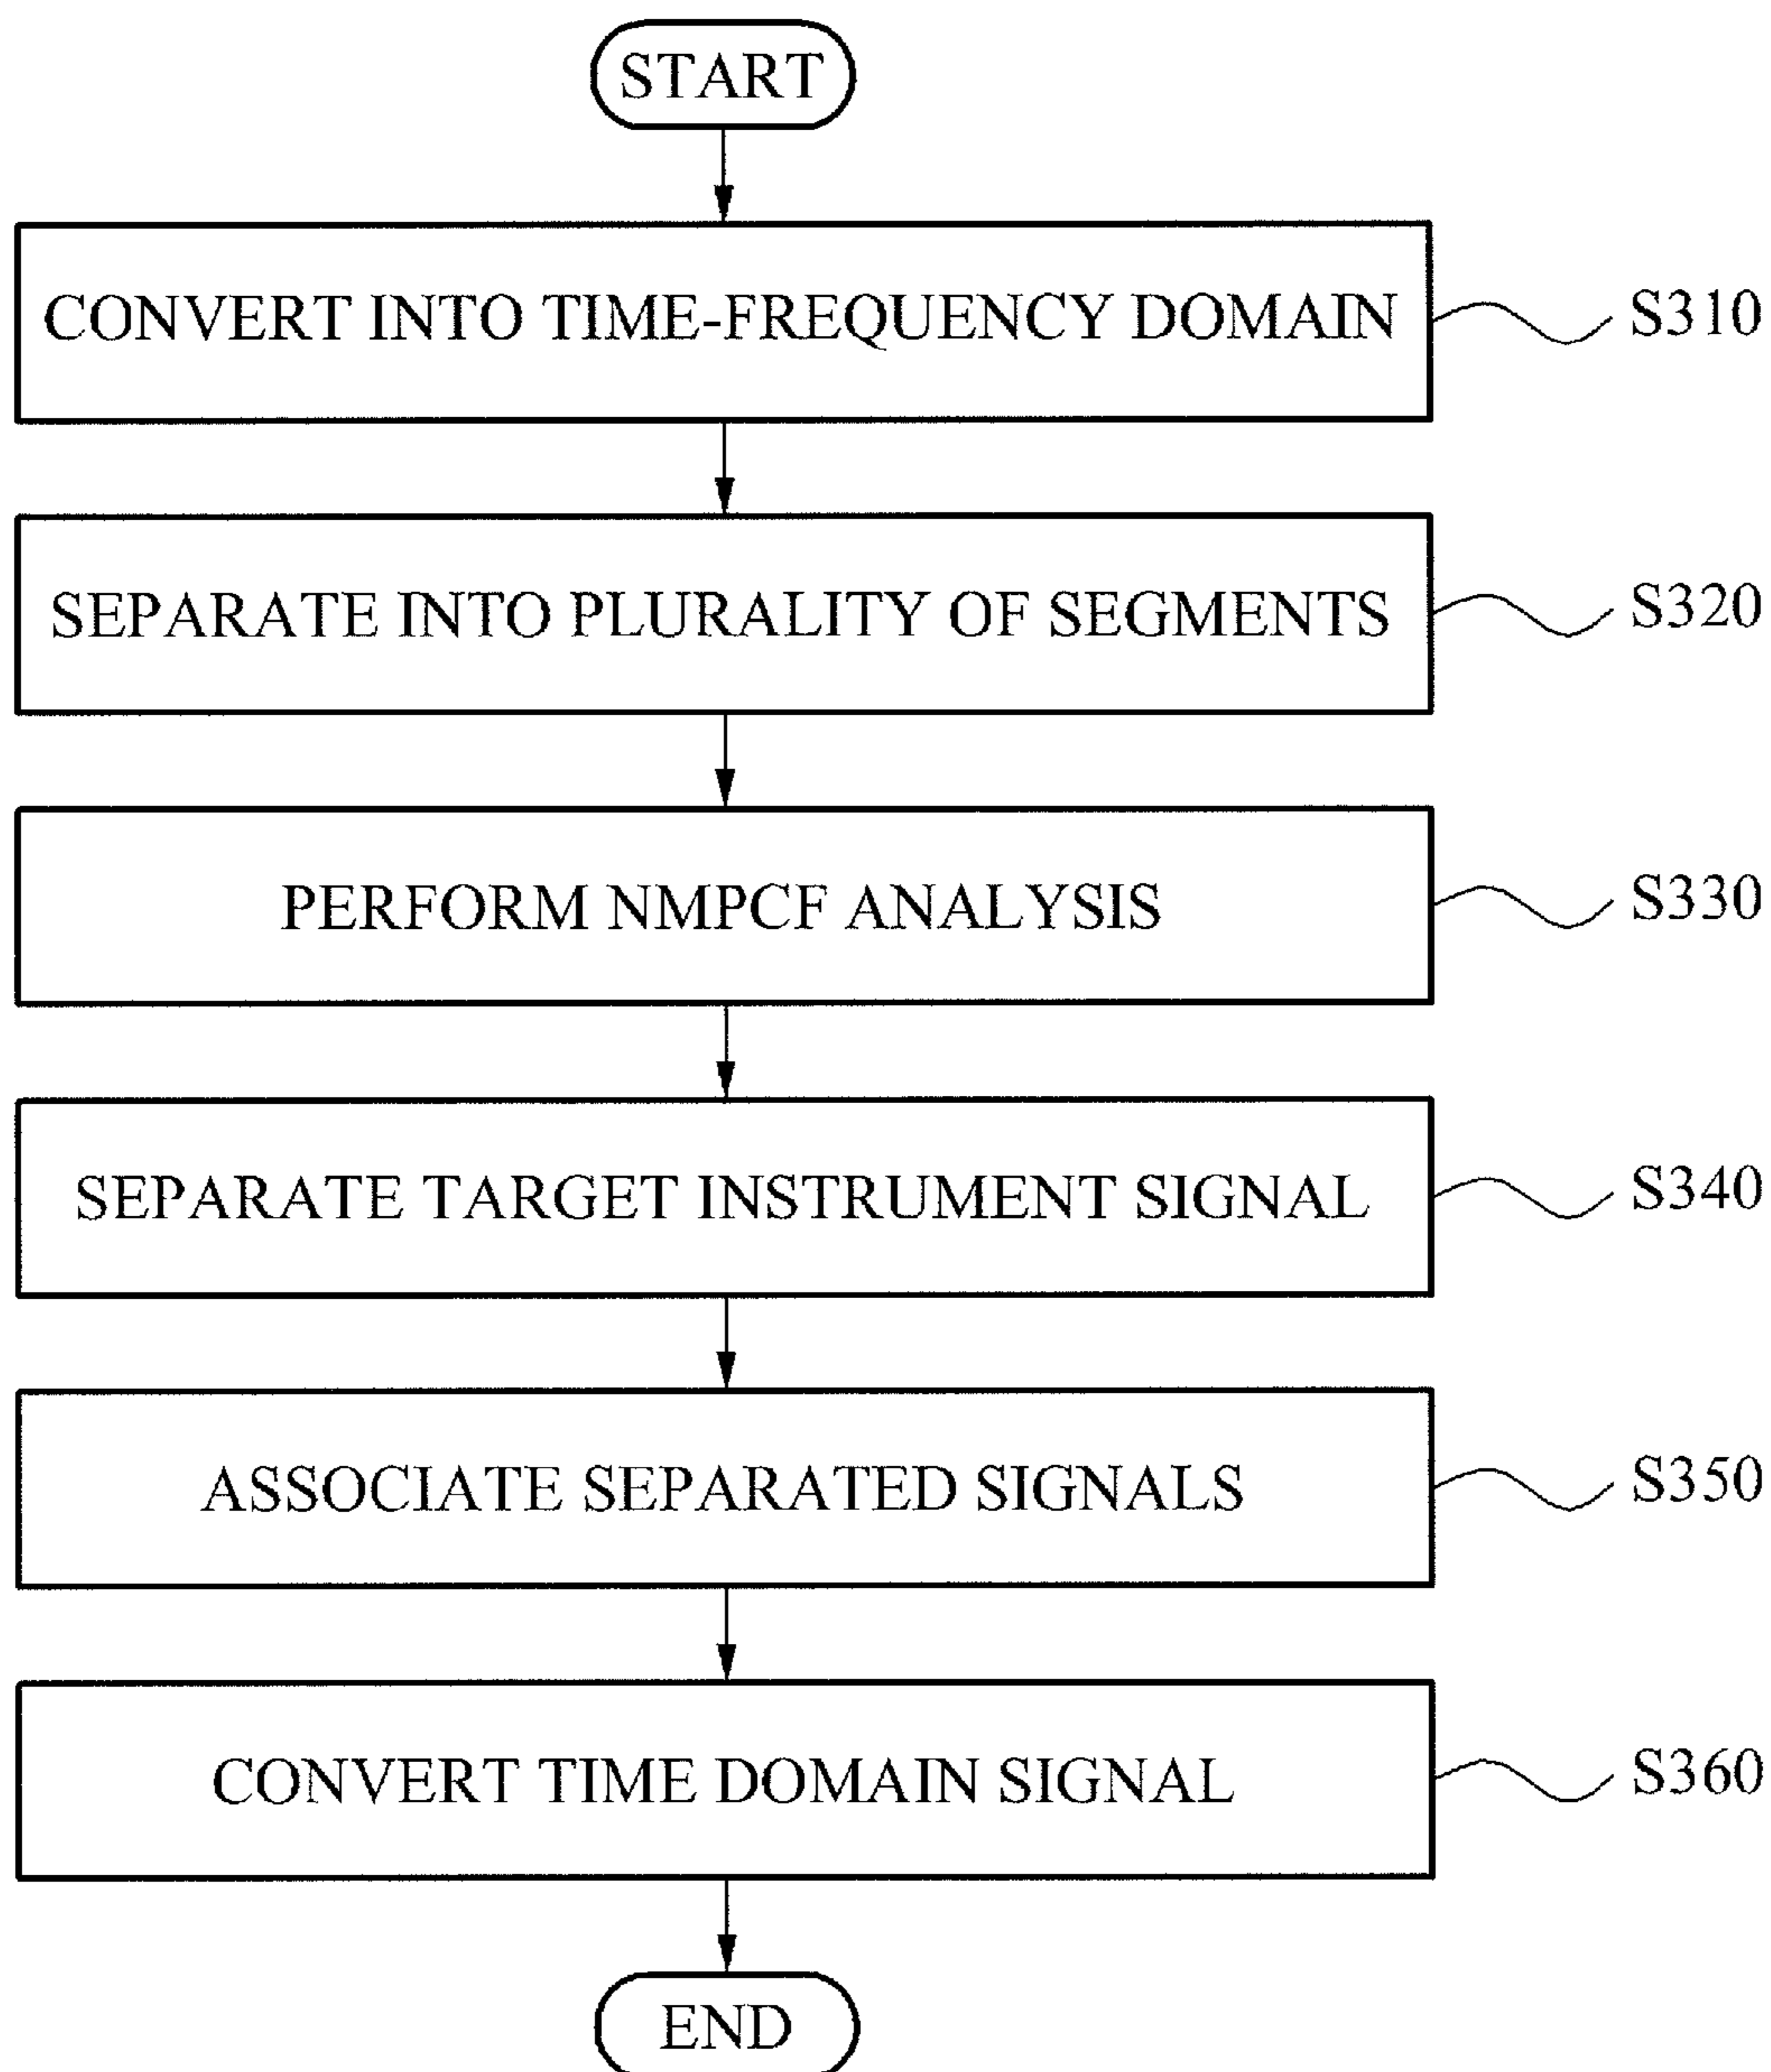 START
CONVERT INTO TIME-FREQUENCY DOMAIN
S310
SEPARATE INTO PLURALITY OF SEGMENTS
S320
PERFORM NMPCF ANALYSIS
S330
SEPARATE TARGET INSTRUMENT SIGNAL
S340
ASSOCIATE SEPARATED SIGNALS
S350
CONVERT TIME DOMAIN SIGNAL
S360
END